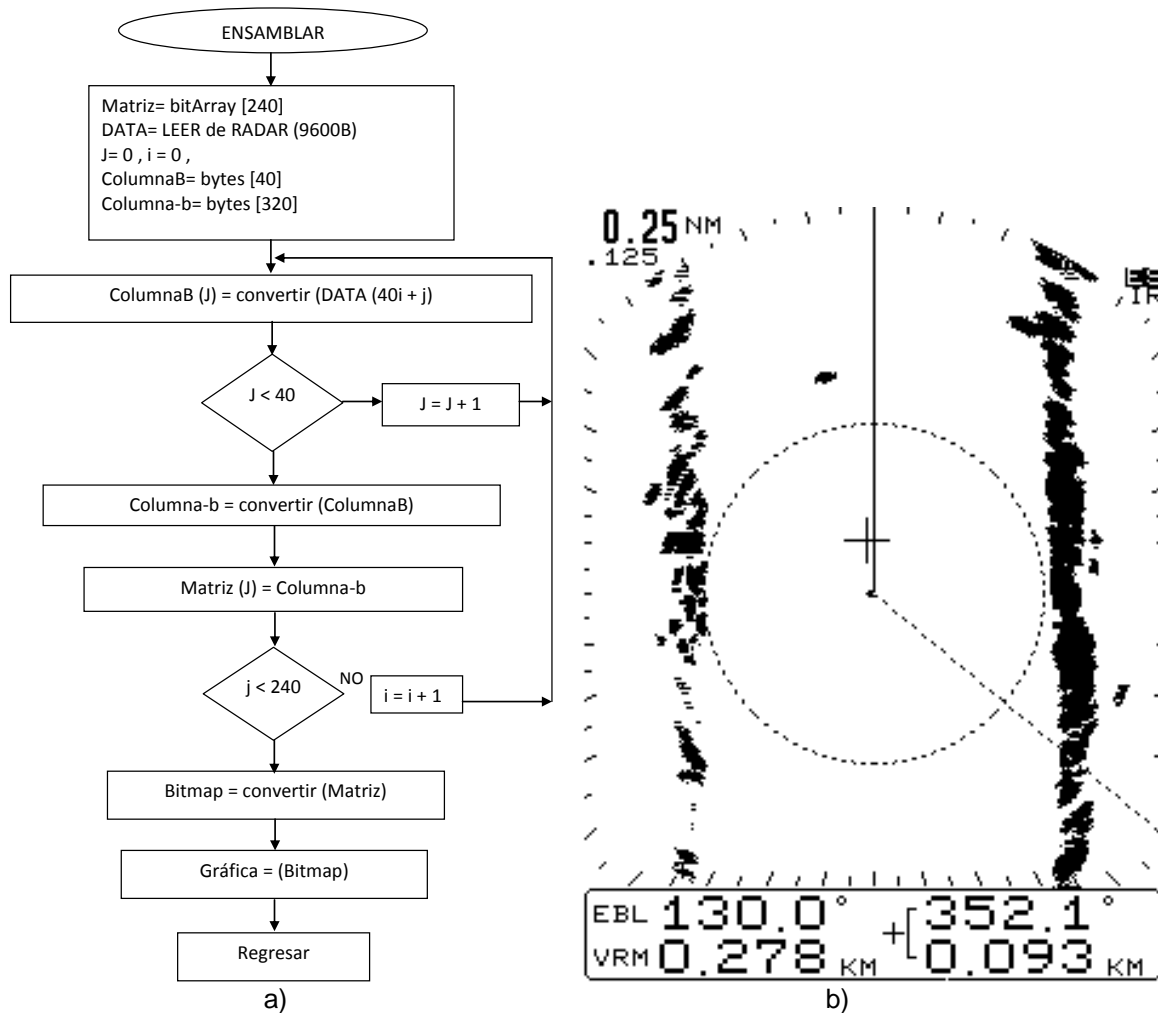 ENSAMBLAR
Matriz= bitArray [240]
DATA= LEER de RADAR (9600B)
J= 0 , i = 0 ,
ColumnaB= bytes [40]
Columna-b= bytes [320]
ColumnaB (J) = convertir (DATA (40i + j)
J < 40
J = J + 1
Columna-b = convertir (ColumnaB)
Matriz (J) = Columna-b
j < 240
NO
i = i + 1
Bitmap = convertir (Matriz)
Gráfica = (Bitmap)
Regresar
a)
0.25 NM
.125
IR
EBL 130.0° + 352.1°
VRM 0.278 KM 0.093 KM
b)